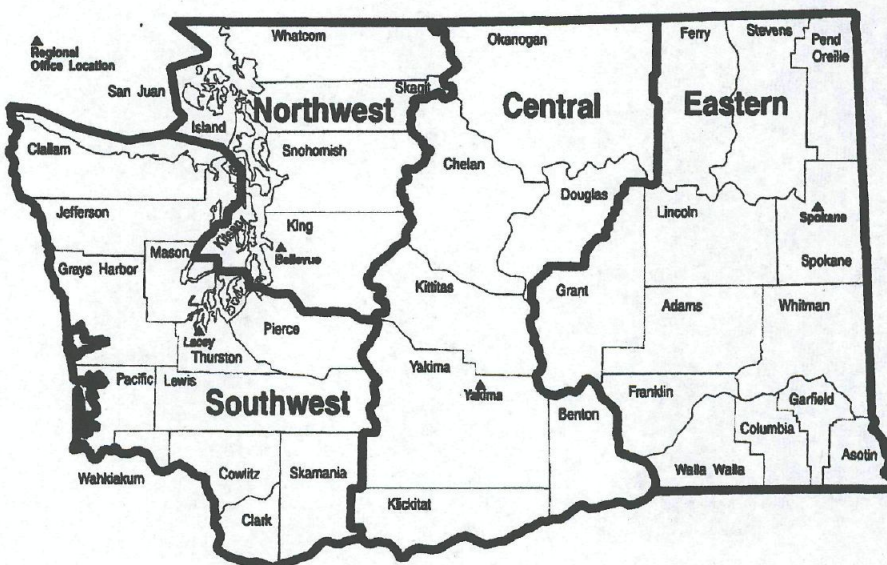 Regional
Office Location
San Juan
Whatcom
Skagit
Northwest
Island
Snohomish
King
Bellevue
Kitsap
Okanogan
Central
Chelan
Douglas
Kittitas
Yakima
Yakima
Benton
Klickitat
Ferry
Stevens
Pend
Oreille
Eastern
Lincoln
Spokane
Spokane
Grant
Adams
Whitman
Franklin
Garfield
Columbia
Walla Walla
Asotin
Clallam
Jefferson
Mason
Grays Harbor
Lacey
Thurston
Pierce
Pacific
Lewis
Southwest
Wahkiakum
Cowlitz
Skamania
Clark